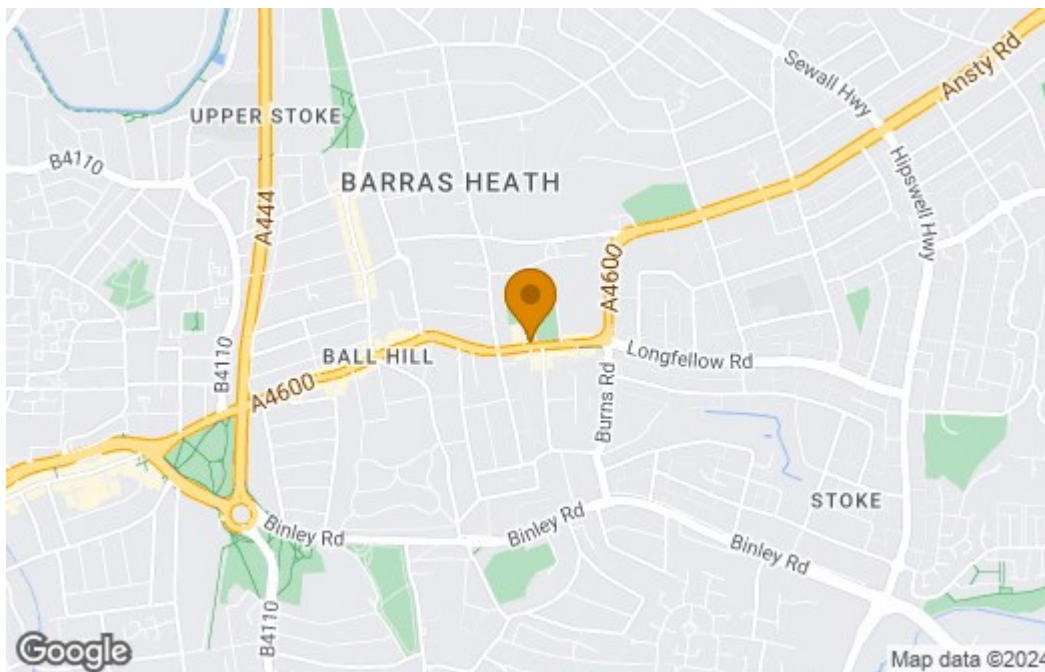 Ansty Rd
Sewall Hwy
UPPER STOKE
B4110
A444
BARRAS HEATH
Hipswell Hwy
A4600
BALL HILL
Longfellow Rd
B4110
A4600
Burns Rd
STOKE
Binley Rd
Binley Rd
Binley Rd
B4110
Google
Map data ©2024